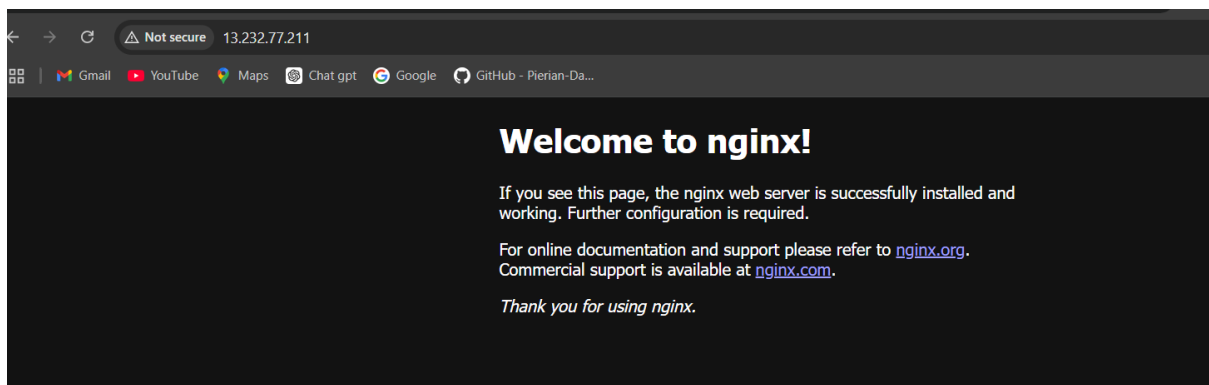 Not secure 13.232.77.211
Gmail YouTube Maps Chat gpt Google GitHub - Pierian-Da...
Welcome to nginx!
If you see this page, the nginx web server is successfully installed and
working. Further configuration is required.
For online documentation and support please refer to nginx.org.
Commercial support is available at nginx.com.
Thank you for using nginx.